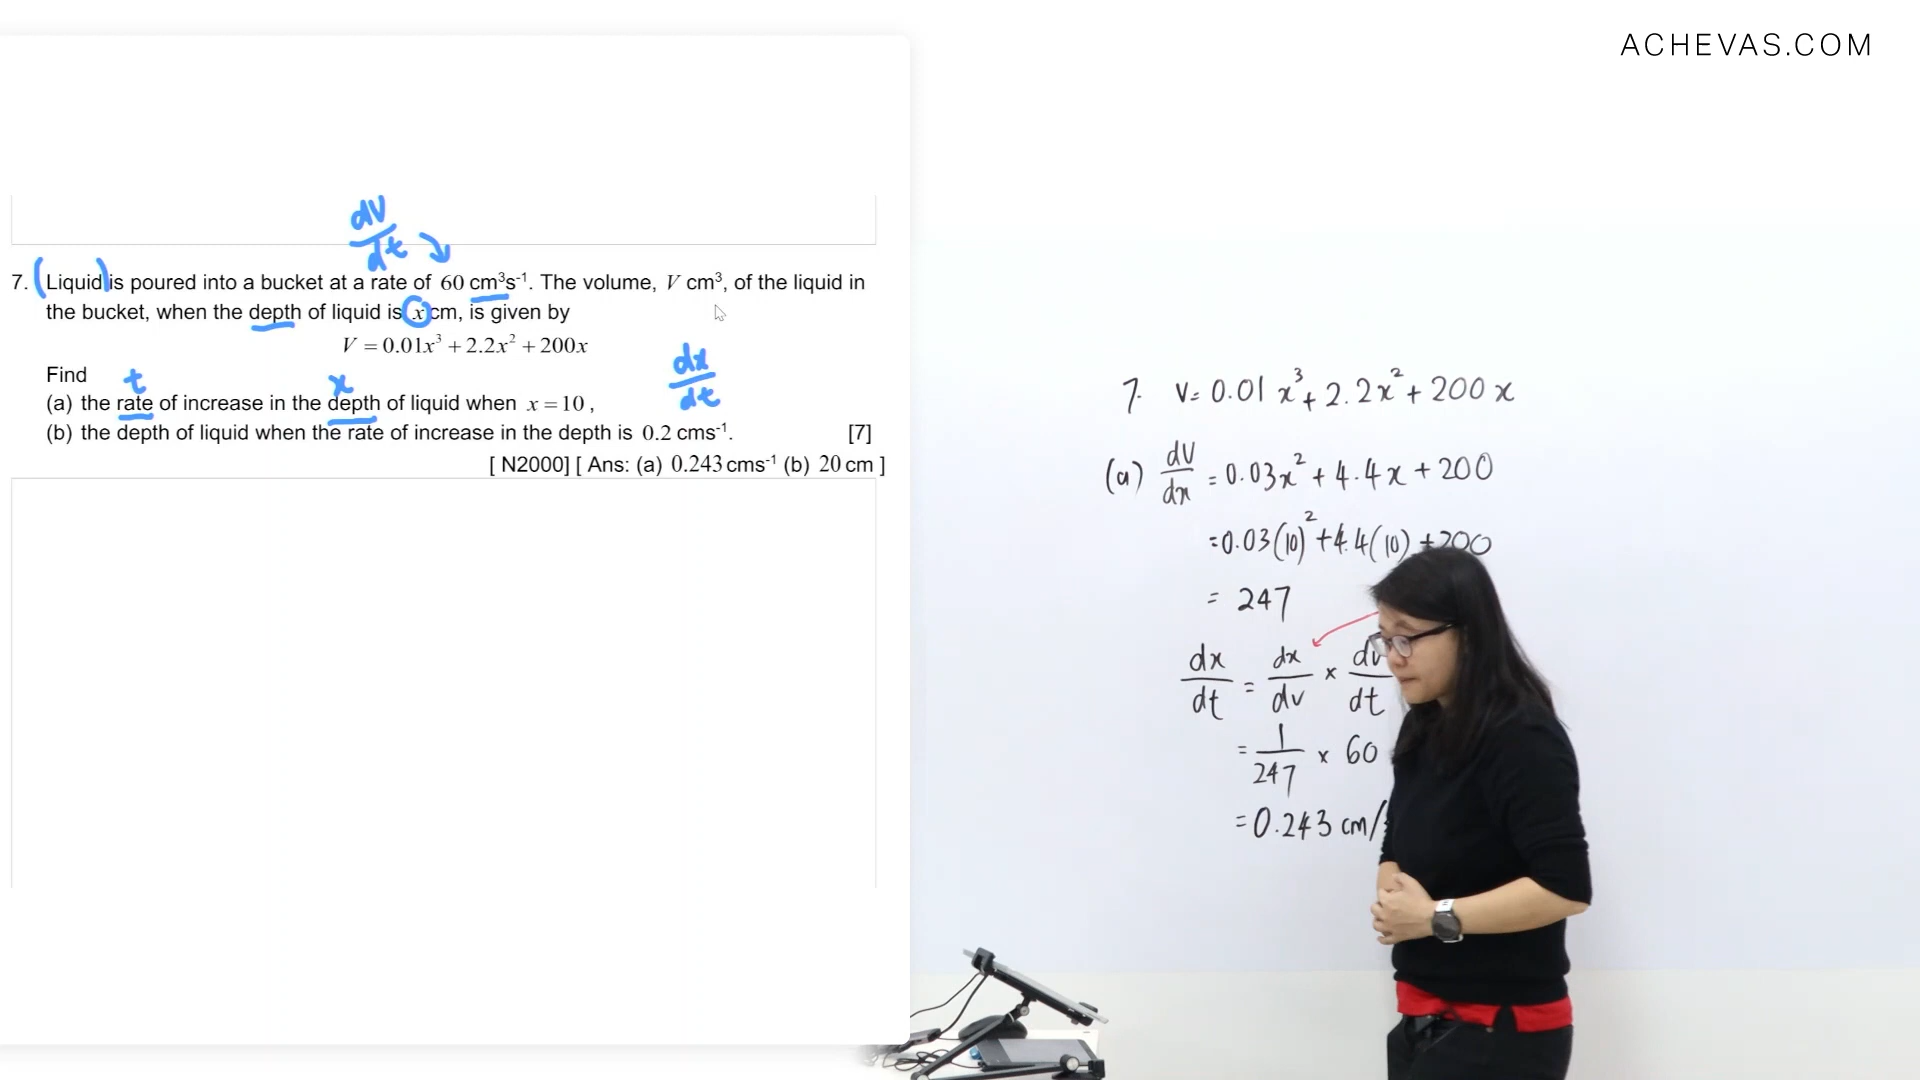 ACHEVAS.COM
dV
dt
7. (Liquid) is poured into a bucket at a rate of 60 cm³s⁻¹. The volume, V cm³, of the liquid in
the bucket, when the depth of liquid is x cm, is given by
V = 0.01x³ + 2.2x² + 200x
dx
dt
Find
t x
(a) the rate of increase in the depth of liquid when x = 10,
(b) the depth of liquid when the rate of increase in the depth is 0.2 cms⁻¹. [7]
[ N2000] [ Ans: (a) 0.243 cms⁻¹ (b) 20 cm ]
7. V= 0.01 x³ + 2.2x² + 200 x
(a) dV/dx = 0.03x² + 4.4x + 200
= 0.03(10)² + 4.4(10) + 200
= 247
dx/dt = dx/dv × dv/dt
= 1/247 × 60
= 0.243 cm/